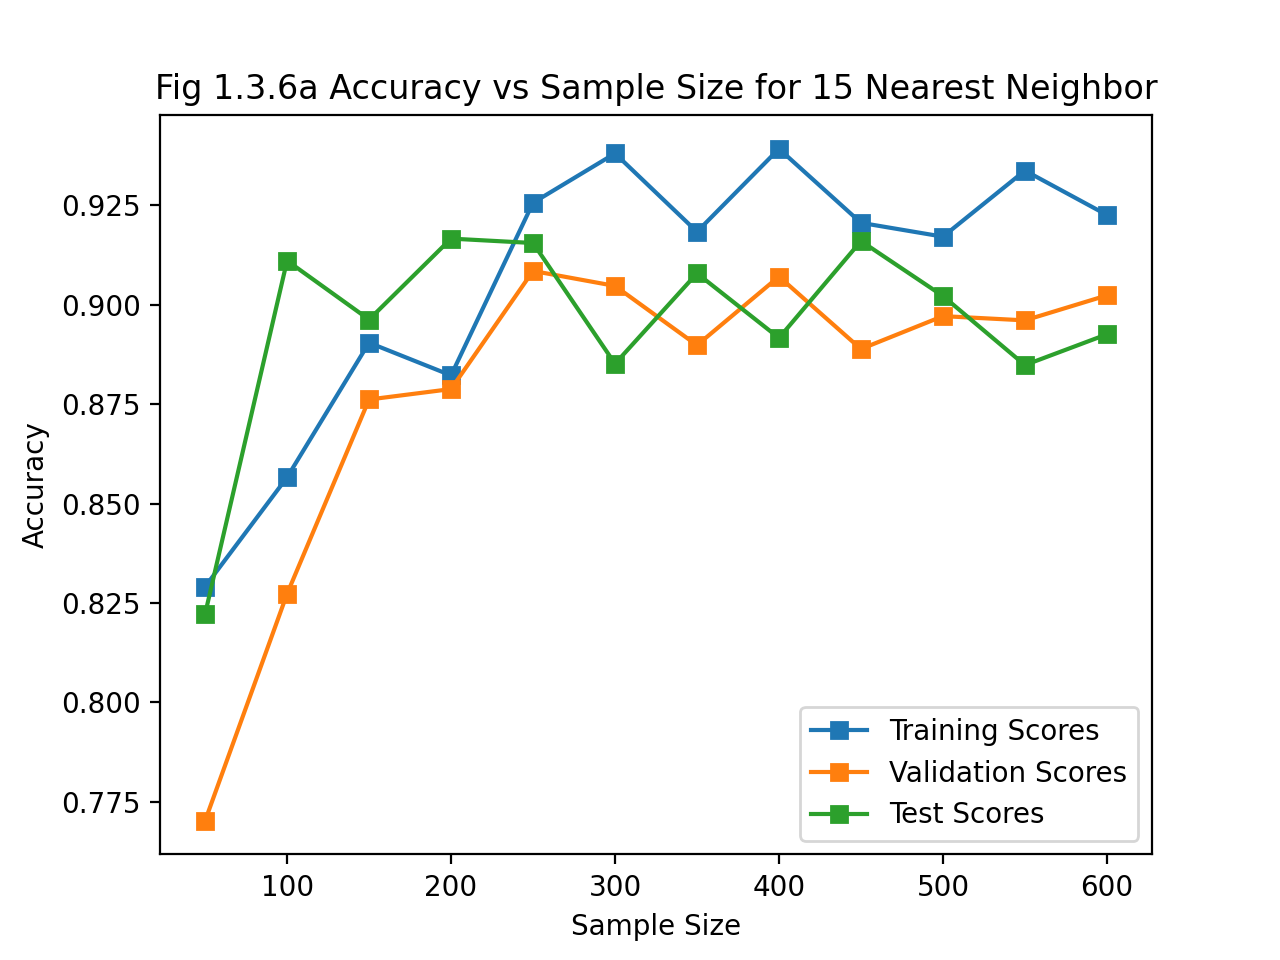 Fig 1.3.6a Accuracy vs Sample Size for 15 Nearest Neighbor
0.925
0.900
0.875
0.850
0.825
0.800
0.775
Accuracy
Training Scores
Validation Scores
Test Scores
100 200 300 400 500 600
Sample Size